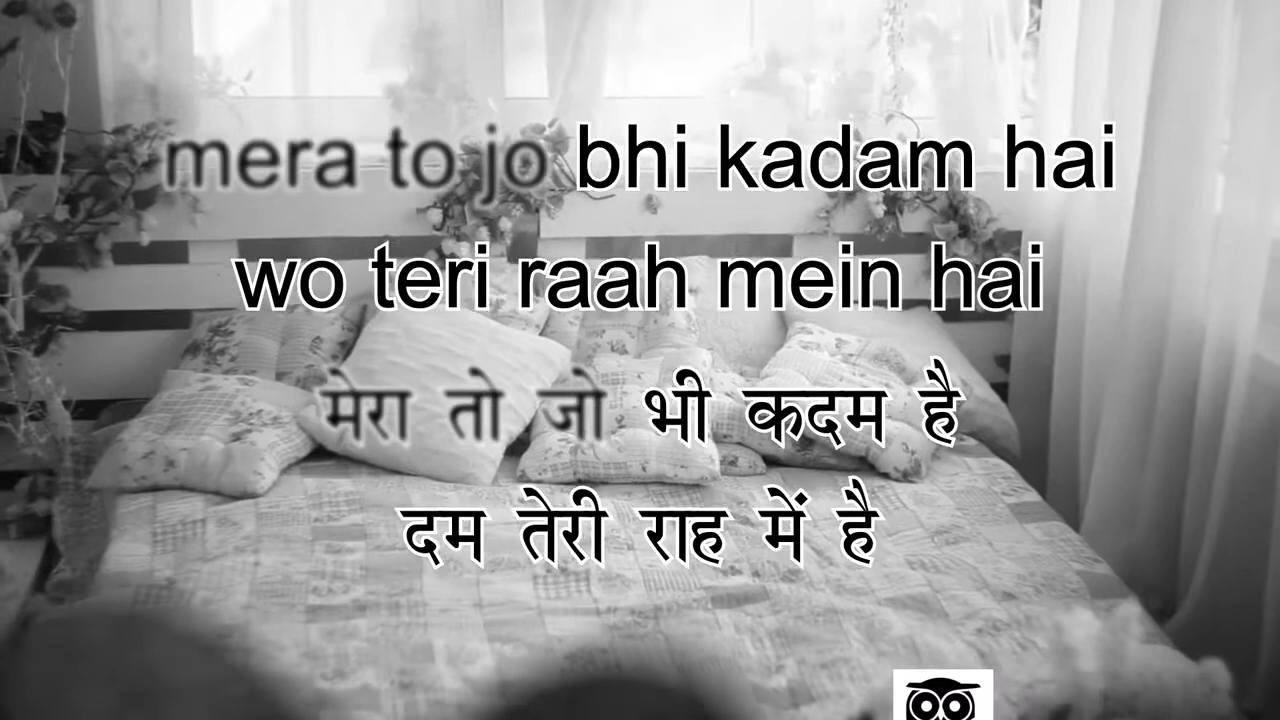 mera to jo bhi kadam hai
wo teri raah mein hai
मेरा तो जो भी कदम है
दम तेरी राह में है